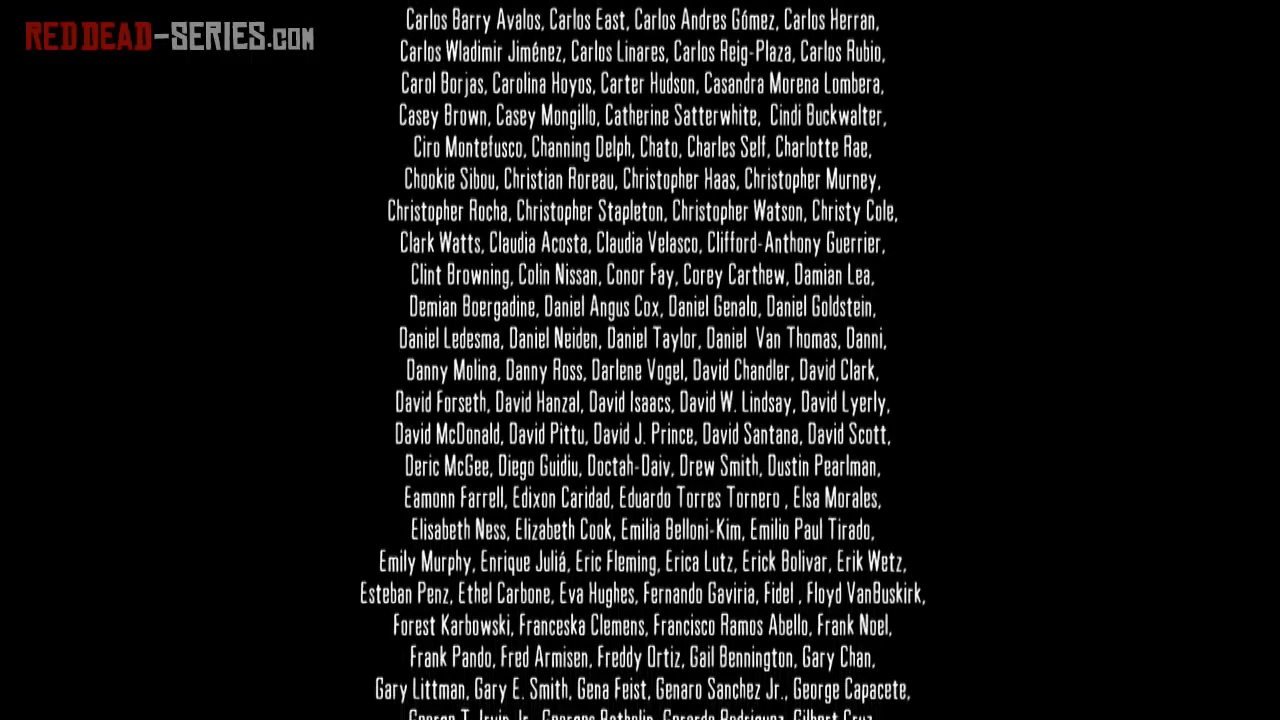 RED DEAD-SERIES.COM
Carlos Barry Avalos, Carlos East, Carlos Andres Gómez, Carlos Herran,
Carlos Wladimir Jiménez, Carlos Linares, Carlos Reig-Plaza, Carlos Rubio,
Carol Borjas, Carolina Hoyos, Carter Hudson, Casandra Morena Lombera,
Casey Brown, Casey Mongillo, Catherine Satterwhite, Cindi Buckwalter,
Ciro Montefusco, Channing Delph, Chato, Charles Self, Charlotte Rae,
Chookie Sibou, Christian Roreau, Christopher Haas, Christopher Murney,
Christopher Rocha, Christopher Stapleton, Christopher Watson, Christy Cole,
Clark Watts, Claudia Acosta, Claudia Velasco, Clifford-Anthony Guerrier,
Clint Browning, Colin Nissan, Conor Fay, Corey Carthew, Damian Lea,
Demian Boergadine, Daniel Angus Cox, Daniel Genalo, Daniel Goldstein,
Daniel Ledesma, Daniel Neiden, Daniel Taylor, Daniel Van Thomas, Danni,
Danny Molina, Danny Ross, Darlene Vogel, David Chandler, David Clark,
David Forseth, David Hanzal, David Isaacs, David W. Lindsay, David Lyerly,
David McDonald, David Pittu, David J. Prince, David Santana, David Scott,
Deric McGee, Diego Guidiu, Doctah-Daiv, Drew Smith, Dustin Pearlman,
Eamonn Farrell, Edixon Caridad, Eduardo Torres Tornero , Elsa Morales,
Elisabeth Ness, Elizabeth Cook, Emilia Belloni-Kim, Emilio Paul Tirado,
Emily Murphy, Enrique Juliá, Eric Fleming, Erica Lutz, Erick Bolivar, Erik Wetz,
Esteban Penz, Ethel Carbone, Eva Hughes, Fernando Gaviria, Fidel , Floyd VanBuskirk,
Forest Karbowski, Franceska Clemens, Francisco Ramos Abello, Frank Noel,
Frank Pando, Fred Armisen, Freddy Ortiz, Gail Bennington, Gary Chan,
Gary Littman, Gary E. Smith, Gena Feist, Genaro Sanchez Jr., George Capacete,
George T. Irvin Jr., Georges Gerardo Rodriguez, Gilbert Cruz,